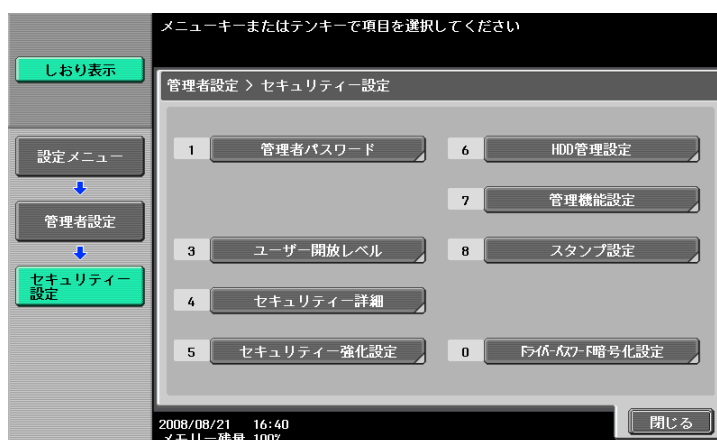 メニューキーまたはテンキーで項目を選択してください
しおり表示
管理者設定 > セキュリティー設定
設定メニュー
管理者設定
セキュリティー
設定
1 管理者パスワード
6 HDD管理設定
7 管理機能設定
3 ユーザー開放レベル
8 スタンプ設定
4 セキュリティー詳細
5 セキュリティー強化設定
0 ﾄﾞﾗｲﾊﾞｰﾊﾟｽﾜｰﾄﾞ暗号化設定
閉じる
2008/08/21 16:40
メモリー残量 100%